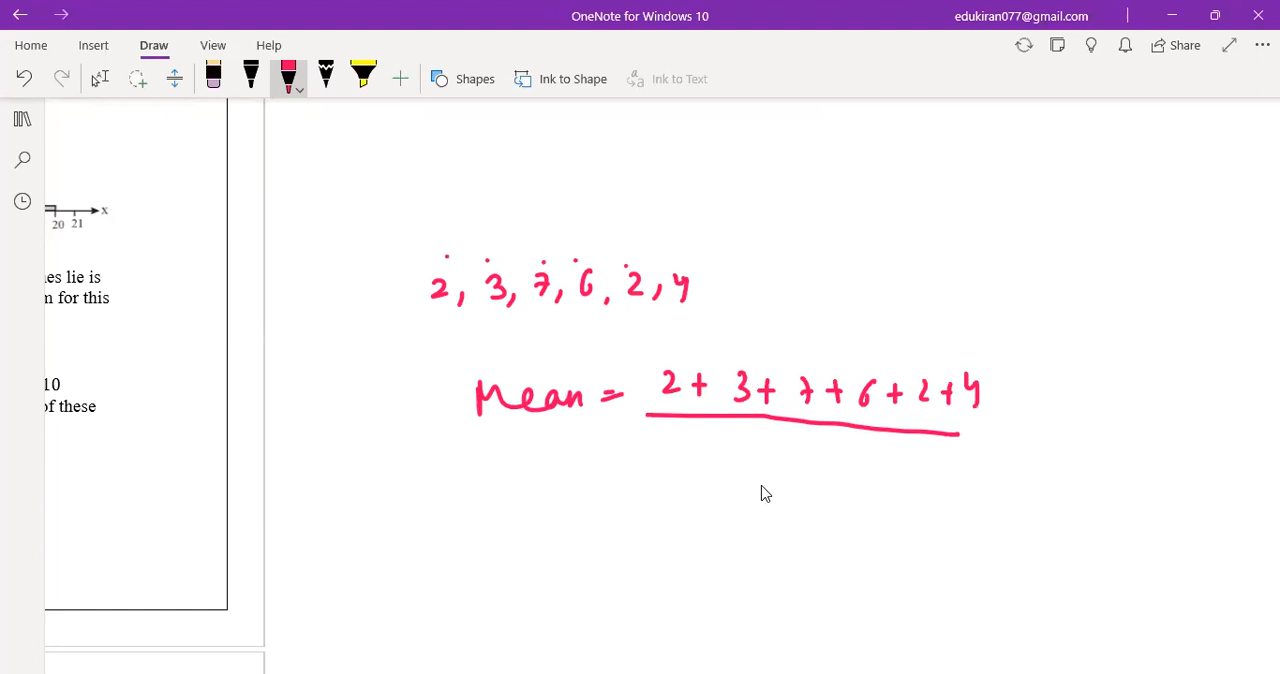 OneNote for Windows 10
edukiran077@gmail.com
Home Insert Draw View Help
Share
Shapes Ink to Shape Ink to Text
x
20 21
es lie is
n for this
10
of these
2, 3, 7, 6, 2, 4
Mean = 2 + 3 + 7 + 6 + 2 + 4